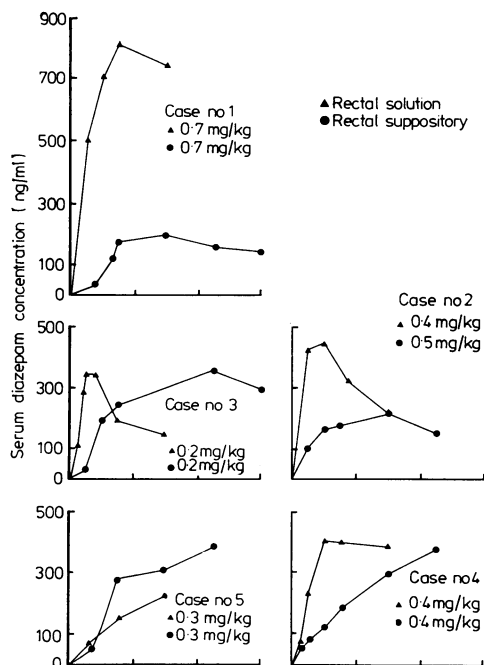 900
700
500
300
100
0
Serum diazepam concentration (ng/ml)
Case no 1
▲ 0·7 mg/kg
● 0·7 mg/kg
▲ Rectal solution
● Rectal suppository
500
300
100
0
Case no 3
▲ 0·2 mg/kg
● 0·2mg/kg
Case no 2
▲ 0·4 mg/kg
● 0·5 mg/kg
500
300
100
0
Case no 5
▲ 0·3 mg/kg
● 0·3 mg/kg
Case no 4
▲ 0·4mg/kg
● 0·4 mg/kg